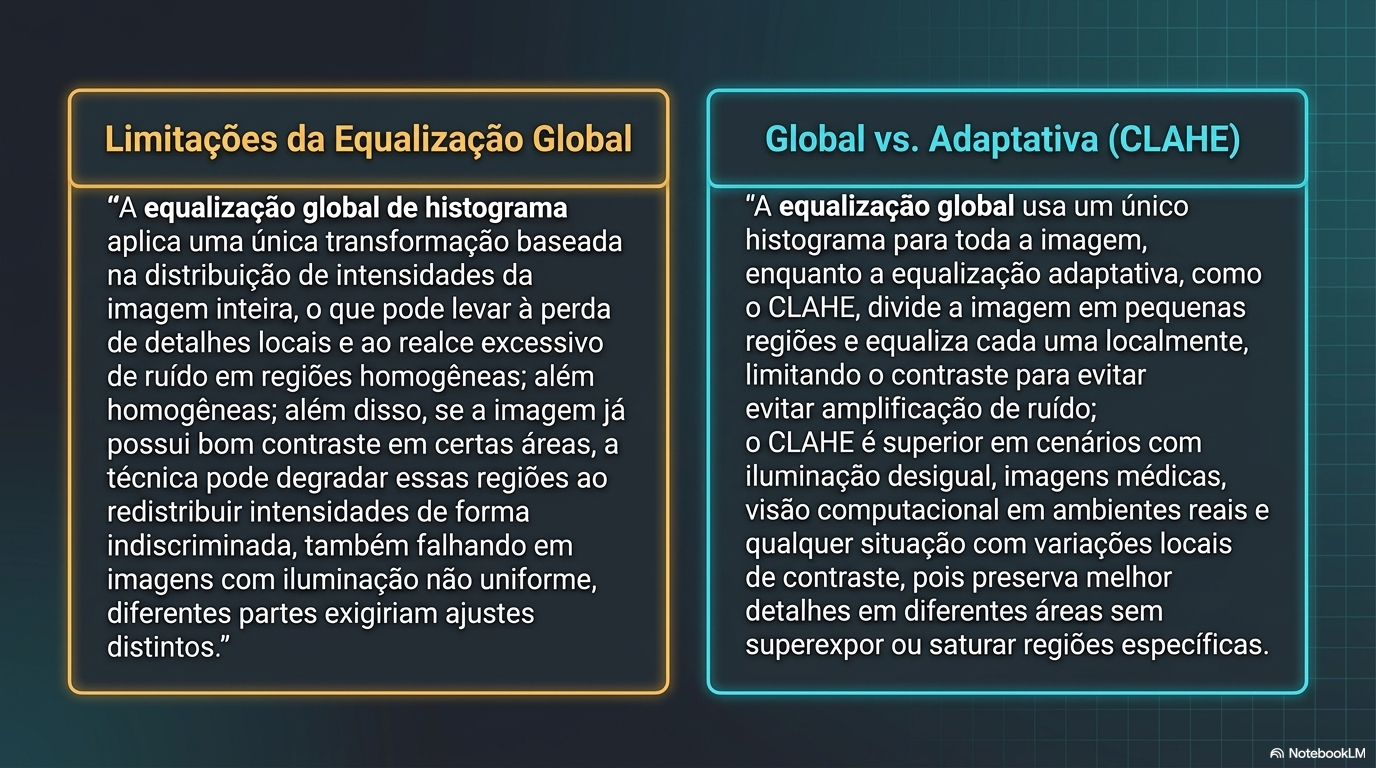 Limitações da Equalização Global
“A equalização global de histograma
aplica uma única transformação baseada
na distribuição de intensidades da
imagem inteira, o que pode levar à perda
de detalhes locais e ao realce excessivo
de ruído em regiões homogêneas; além
homogêneas; além disso, se a imagem já
possui bom contraste em certas áreas, a
técnica pode degradar essas regiões ao
redistribuir intensidades de forma
indiscriminada, também falhando em
imagens com iluminação não uniforme,
diferentes partes exigiriam ajustes
distintos.”
Global vs. Adaptativa (CLAHE)
“A equalização global usa um único
histograma para toda a imagem,
enquanto a equalização adaptativa, como
o CLAHE, divide a imagem em pequenas
regiões e equaliza cada uma localmente,
limitando o contraste para evitar
evitar amplificação de ruído;
o CLAHE é superior em cenários com
iluminação desigual, imagens médicas,
visão computacional em ambientes reais e
qualquer situação com variações locais
de contraste, pois preserva melhor
detalhes em diferentes áreas sem
superexpor ou saturar regiões específicas.
NotebookLM